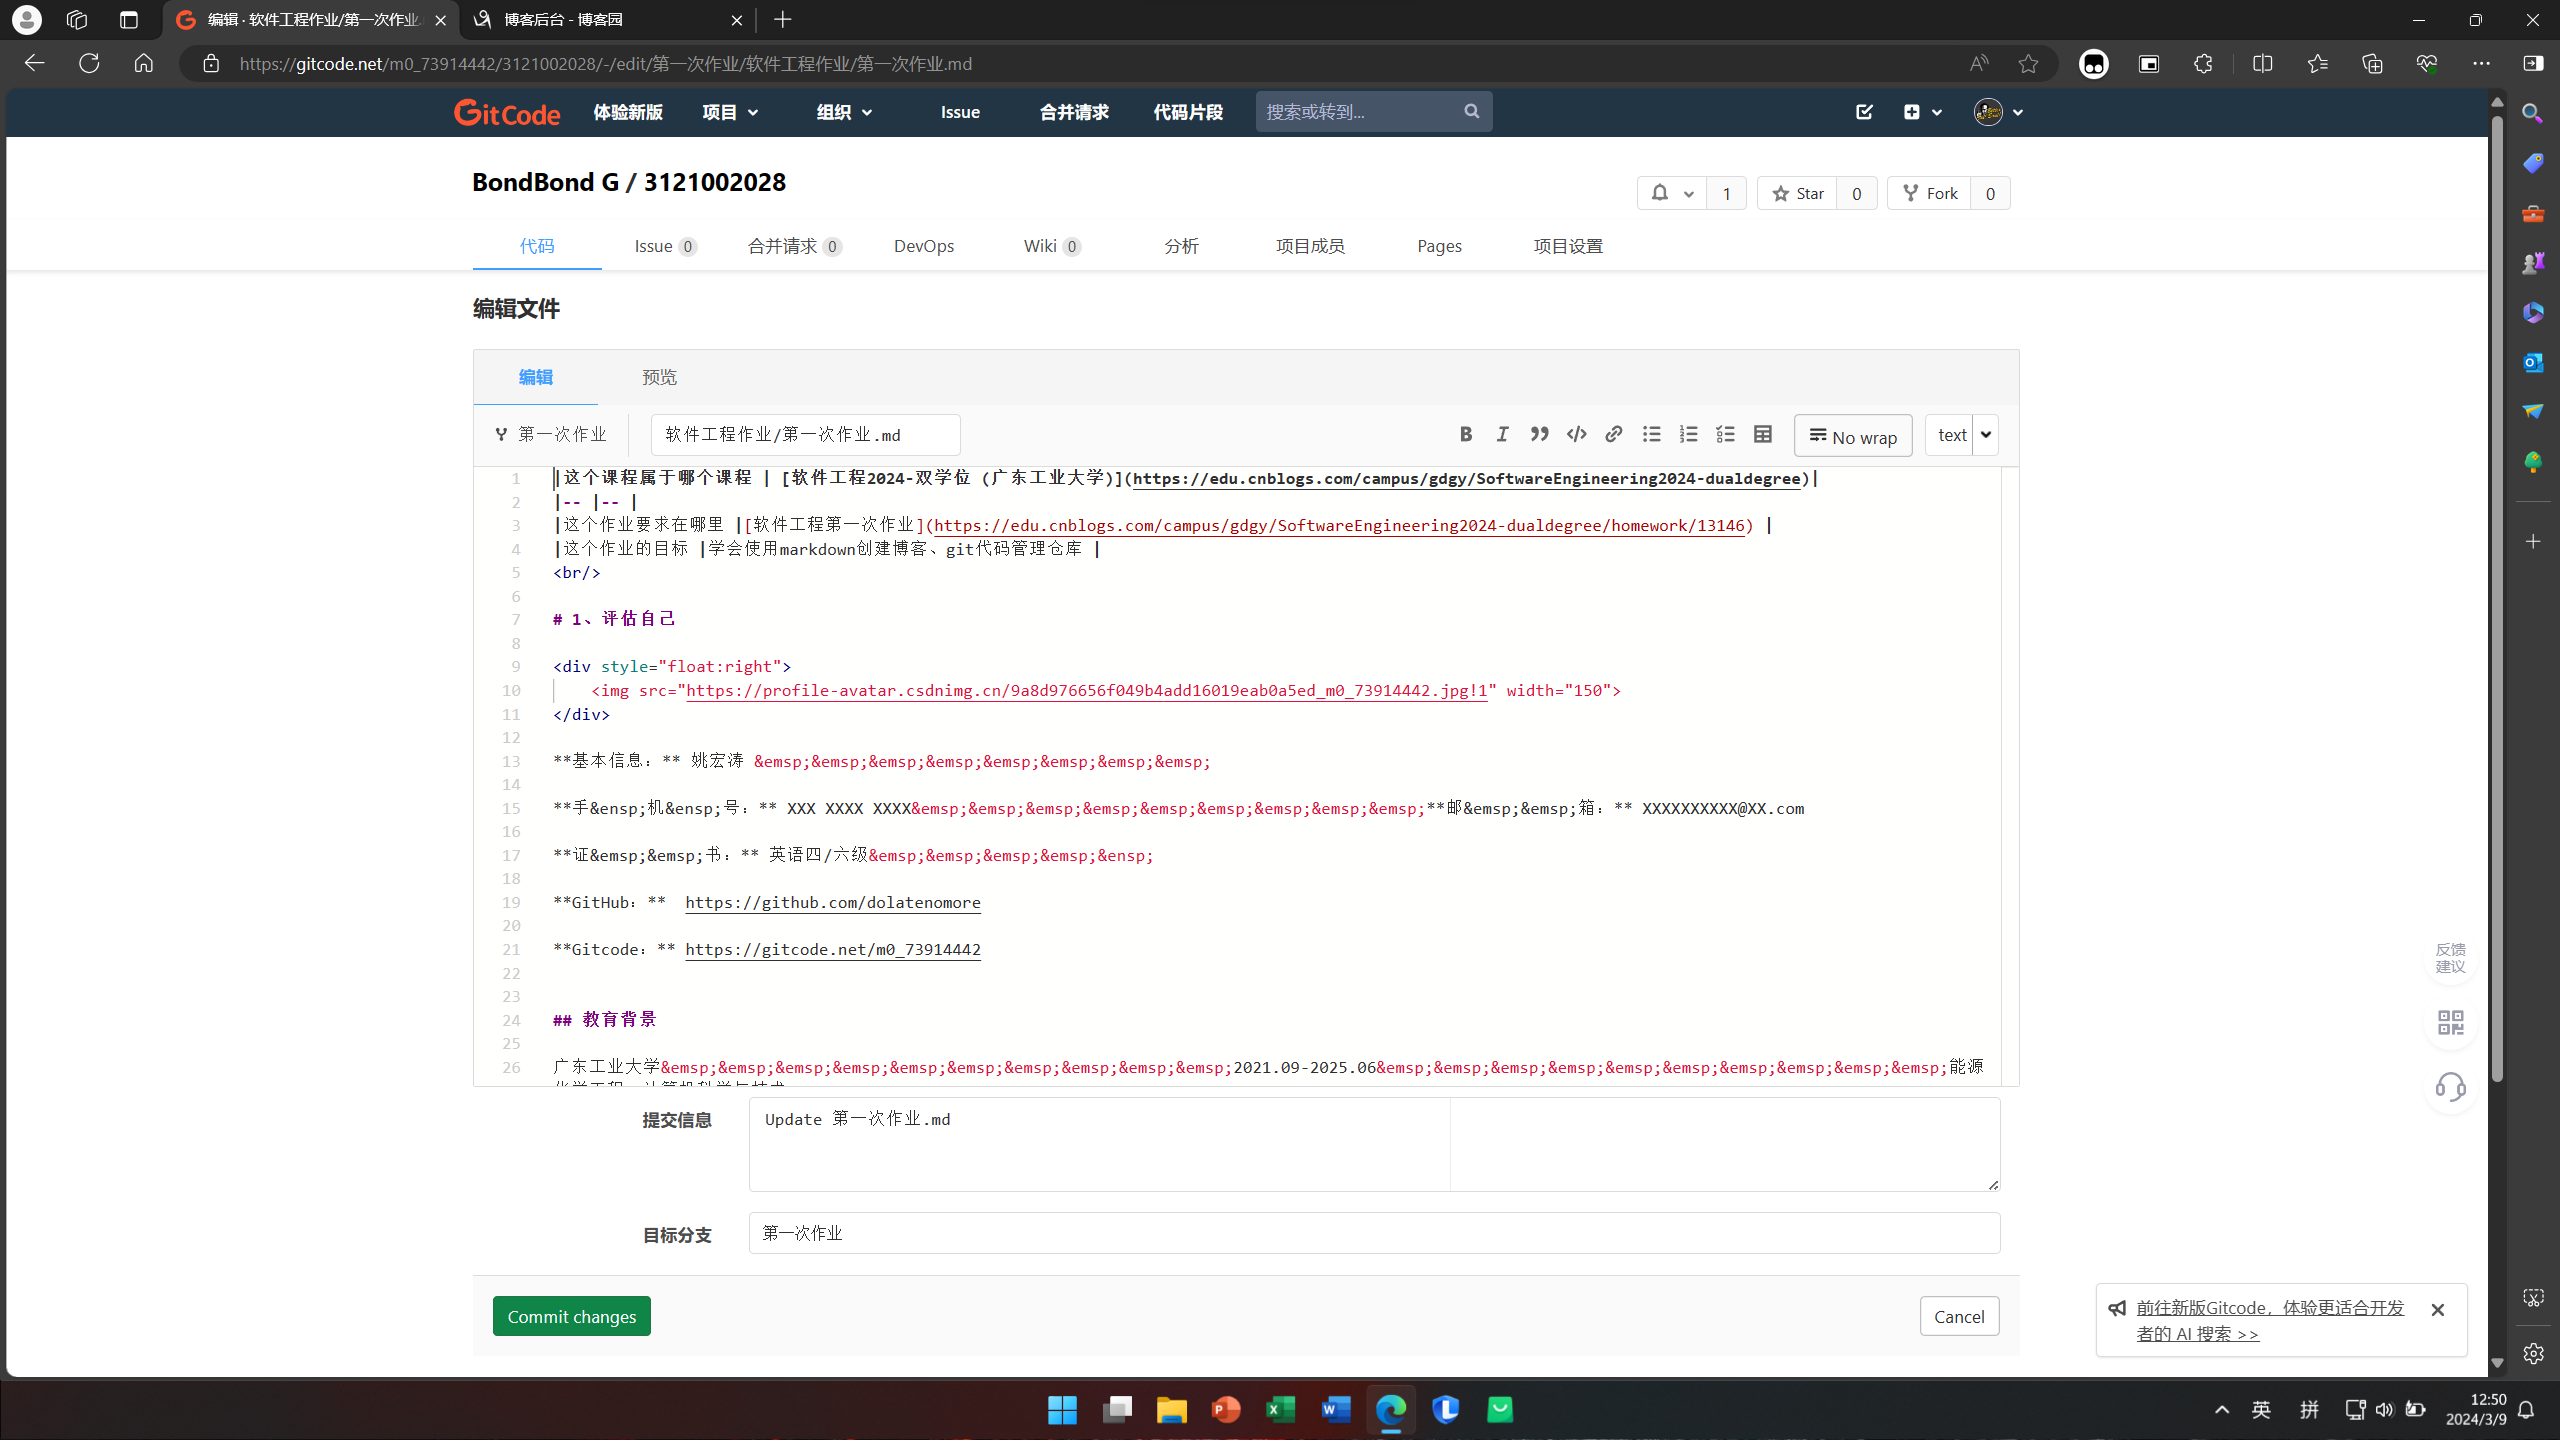 编辑 · 软件工程作业/第一次作业.
博客后台 - 博客园
https://gitcode.net/m0_73914442/3121002028/-/edit/第一次作业/软件工程作业/第一次作业.md
GitCode 体验新版 项目 组织 Issue 合并请求 代码片段 搜索或转到...
BondBond G / 3121002028
1 Star 0 Fork 0
代码 Issue 0 合并请求 0 DevOps Wiki 0 分析 项目成员 Pages 项目设置
编辑文件
编辑 预览
第一次作业 软件工程作业/第一次作业.md No wrap text
1 |这个课程属于哪个课程 | [软件工程2024-双学位 (广东工业大学)](https://edu.cnblogs.com/campus/gdgy/SoftwareEngineering2024-dualdegree)|
2 |-- |-- |
3 |这个作业要求在哪里 |[软件工程第一次作业](https://edu.cnblogs.com/campus/gdgy/SoftwareEngineering2024-dualdegree/homework/13146) |
4 |这个作业的目标 |学会使用markdown创建博客、git代码管理仓库 |
5 <br/>
6
7 # 1、评估自己
8
9 <div style="float:right">
10 <img src="https://profile-avatar.csdnimg.cn/9a8d976656f049b4add16019eab0a5ed_m0_73914442.jpg!1" width="150">
11 </div>
12
13 **基本信息：** 姚宏涛 &emsp;&emsp;&emsp;&emsp;&emsp;&emsp;&emsp;&emsp;
14
15 **手&ensp;机&ensp;号：** XXX XXXX XXXX&emsp;&emsp;&emsp;&emsp;&emsp;&emsp;&emsp;&emsp;&emsp;**邮&emsp;&emsp;箱：** XXXXXXXXXX@XX.com
16
17 **证&emsp;&emsp;书：** 英语四/六级&emsp;&emsp;&emsp;&emsp;&ensp;
18
19 **GitHub：** https://github.com/dolatenomore
20
21 **Gitcode：** https://gitcode.net/m0_73914442
22
23
24 ## 教育背景
25
26 广东工业大学&emsp;&emsp;&emsp;&emsp;&emsp;&emsp;&emsp;&emsp;&emsp;&emsp;2021.09-2025.06&emsp;&emsp;&emsp;&emsp;&emsp;&emsp;&emsp;&emsp;&emsp;&emsp;能源
提交信息 Update 第一次作业.md
目标分支 第一次作业
Commit changes Cancel
反馈
建议
前往新版Gitcode，体验更适合开发
者的 AI 搜索 >>
英 拼 12:50
2024/3/9